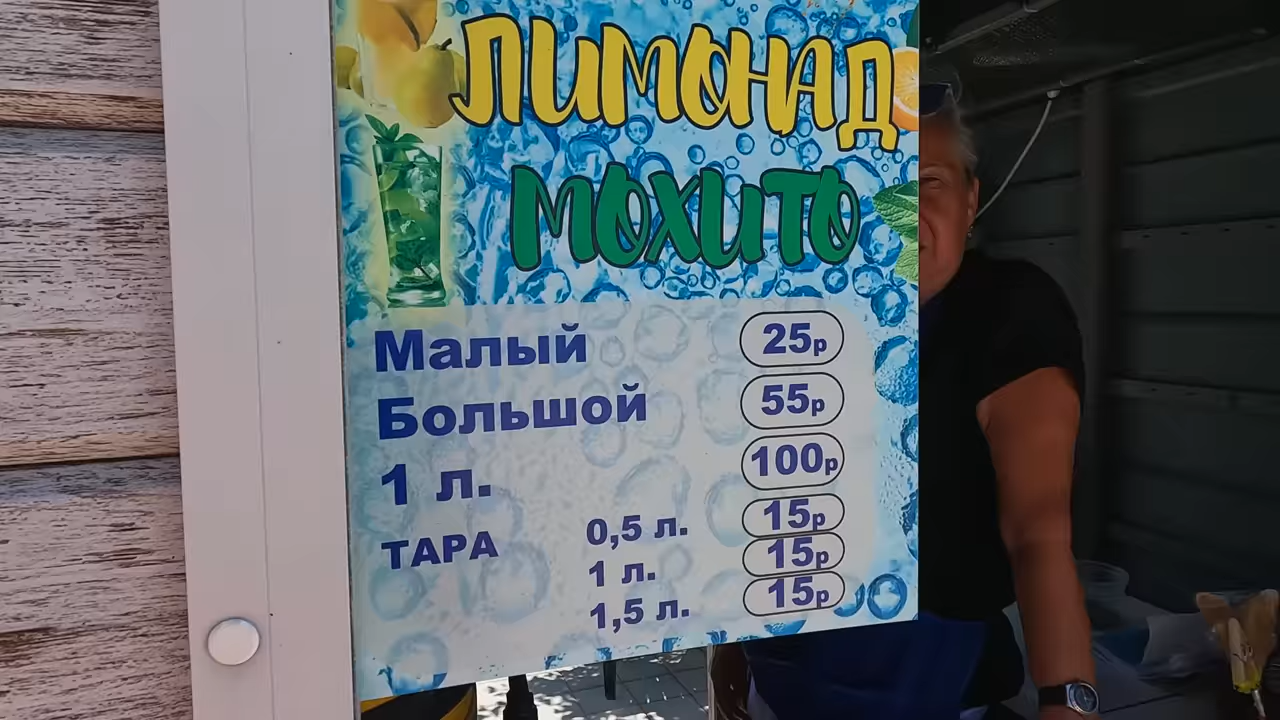 ЛИМОНАД
МОХИТО
Малый 25р
Большой 55р
1 л. 100р
ТАРА 0,5 л. 15р
1 л. 15р
1,5 л. 15р